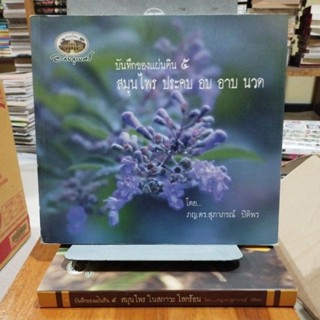 บันทึกของแผ่นดิน ๕
สมุนไพร ประคบ อบ อาบ นวด
โดย...
ภญ.ดร.สุภาภรณ์ ปิติพร
บันทึกของแผ่นดิน ๕ สมุนไพร ในสภาวะ โลกร้อน